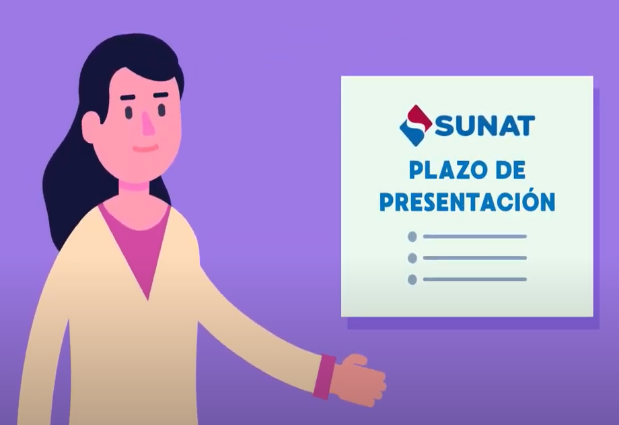 SUNAT
PLAZO DE
PRESENTACIÓN